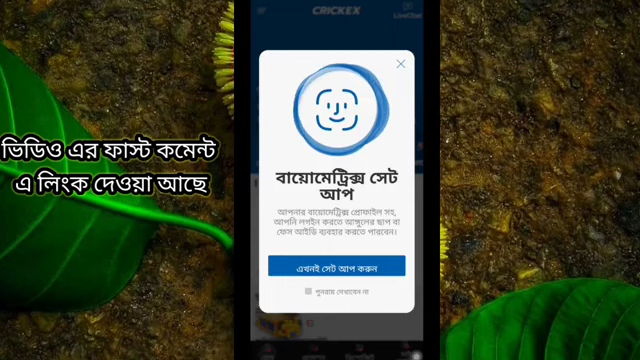 CRICKEX
LiveChat
ভিডিও এর ফাস্ট কমেন্ট
এ লিংক দেওয়া আছে
বায়োমেট্রিক্স সেট
আপ
আপনার বায়োমেট্রিক্স প্রোফাইল সহ,
আপনি লগইন করতে আঙ্গুলের ছাপ বা
ফেস আইডি ব্যবহার করতে পারবেন।
এখনই সেট আপ করুন
পুনরায় দেখাবেন না